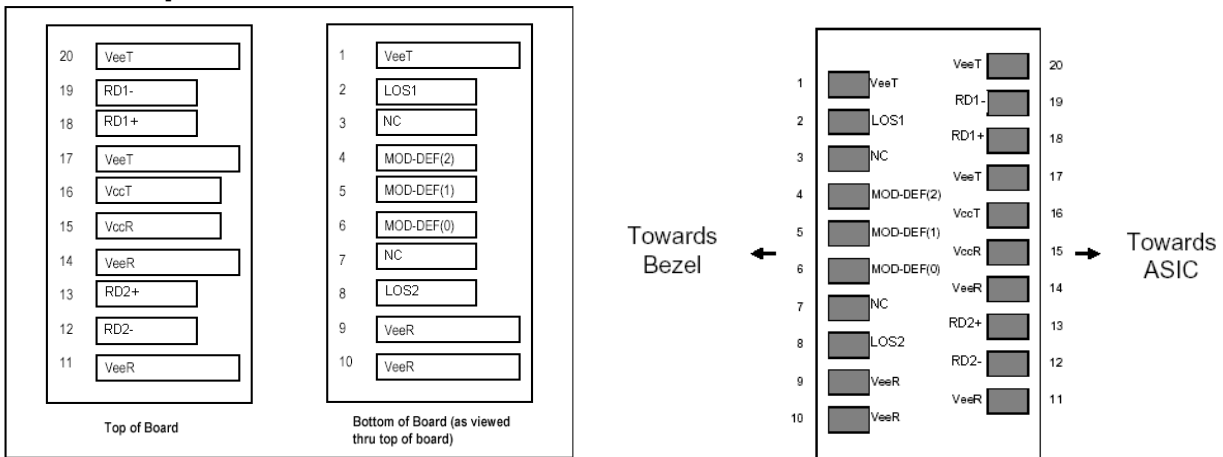 20 VeeT
19 RD1-
18 RD1+
17 VeeT
16 VccT
15 VccR
14 VeeR
13 RD2+
12 RD2-
11 VeeR
Top of Board
1 VeeT
2 LOS1
3 NC
4 MOD-DEF(2)
5 MOD-DEF(1)
6 MOD-DEF(0)
7 NC
8 LOS2
9 VeeR
10 VeeR
Bottom of Board (as viewed
thru top of board)
Towards
Bezel
1 VeeT
2 LOS1
3 NC
4 MOD-DEF(2)
5 MOD-DEF(1)
6 MOD-DEF(0)
7 NC
8 LOS2
9 VeeR
10 VeeR
VeeT 20
RD1- 19
RD1+ 18
VeeT 17
VccT 16
VccR 15
VeeR 14
RD2+ 13
RD2- 12
VeeR 11
Towards
ASIC